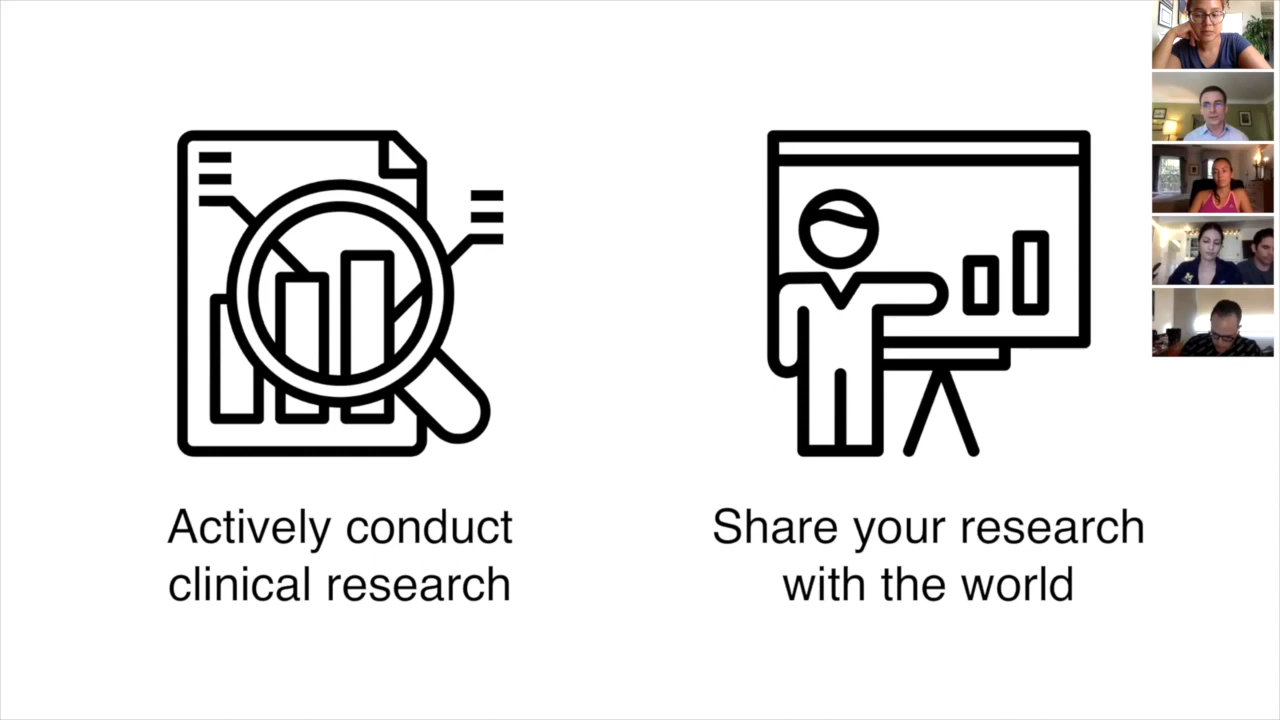 Actively conduct
clinical research
Share your research
with the world